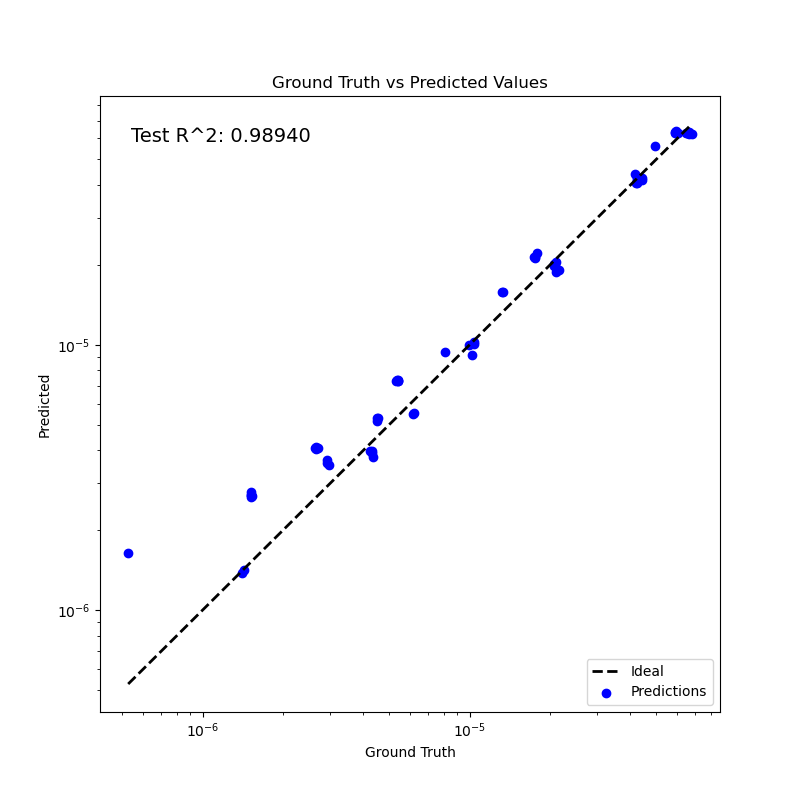 Ground Truth vs Predicted Values
Test R^2: 0.98940
Predicted
10⁻⁵
10⁻⁶
Ideal
Predictions
10⁻⁶
10⁻⁵
Ground Truth